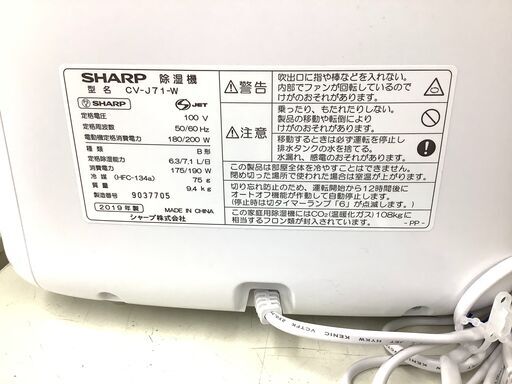 SHARP 除湿機
型名 CV-J71-W
SHARP JET
定格電圧 100 V
定格周波数 50/60 Hz
電動機定格消費電力 180/200 W
種類 B 形
定格除湿能力 6.3/7.1 L/日
消費電力 175/190 W
冷媒 (HFC-134a) 75 g
質量 9.4 kg
製造番号 9037705
2019年製 MADE IN CHINA
シャープ株式会社
警告
吹出口に指や棒などを入れない。
内部でファンが回転しているので
けがのおそれがあります。
注意
乗ったり、もたれたりしない。
製品の移動や転倒により
けがのおそれがあります。
移動するときは必ず運転を停止し
排水タンクの水を捨てる。
水漏れ、感電のおそれがあります。
この製品は部屋全体を冷やすことはできません。
閉め切った場所で使われた場合は室温が上がります。
切り忘れ防止のため、運転開始から12時間後に
オートオフ機能が作動して自動停止します。
(停止時は切タイマーランプ「6」が点滅します)
この家庭用除湿機にはCO₂(温暖化ガス)108kgに
相当するフロン類が封入されています。
-PP-
KENIC VCTFK
HYKW KENIC